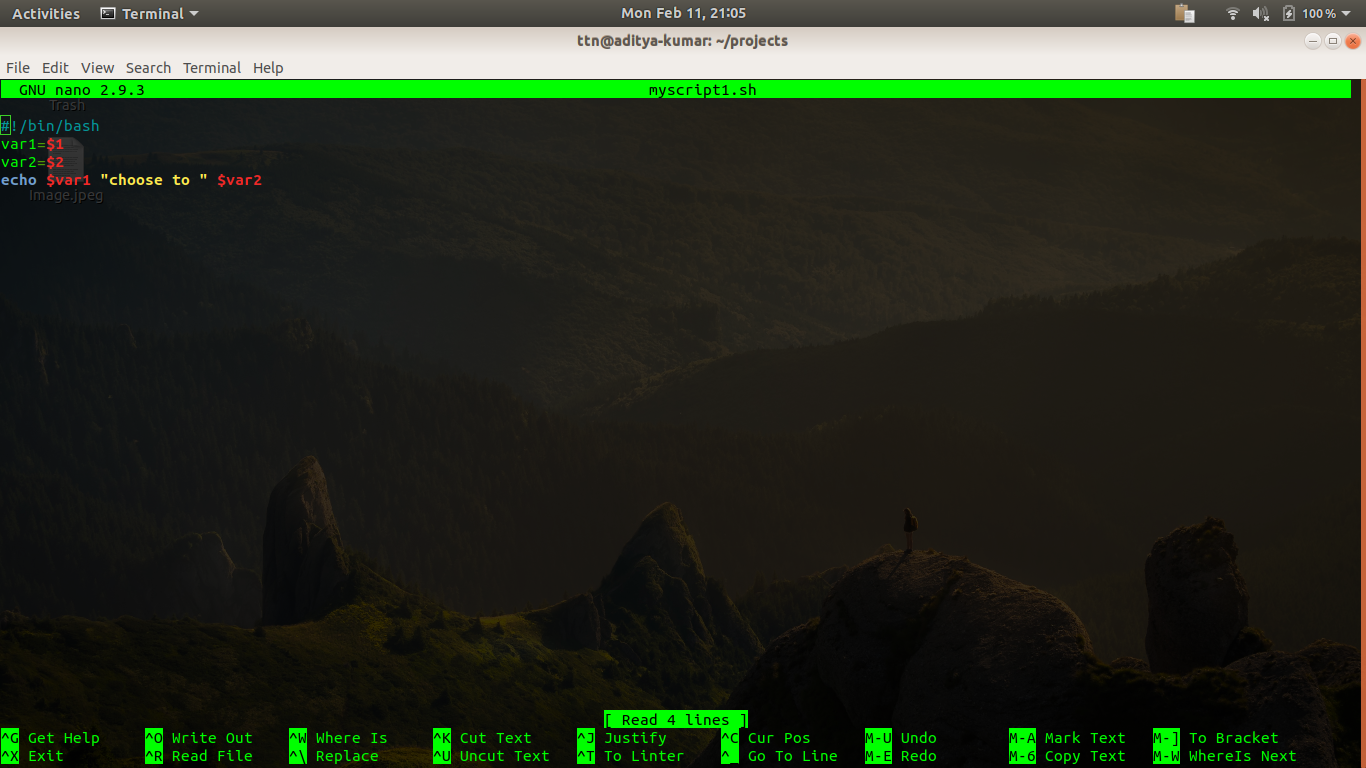 Activities Terminal Mon Feb 11, 21:05 100 %
ttn@aditya-kumar: ~/projects
File Edit View Search Terminal Help
GNU nano 2.9.3 myscript1.sh
Trash
#!/bin/bash
var1=$1
var2=$2
echo $var1 "choose to " $var2
Image.jpeg
[ Read 4 lines ]
^G Get Help ^O Write Out ^W Where Is ^K Cut Text ^J Justify ^C Cur Pos M-U Undo M-A Mark Text M-] To Bracket
^X Exit ^R Read File ^\ Replace ^U Uncut Text ^T To Linter ^_ Go To Line M-E Redo M-6 Copy Text M-W WhereIs Next